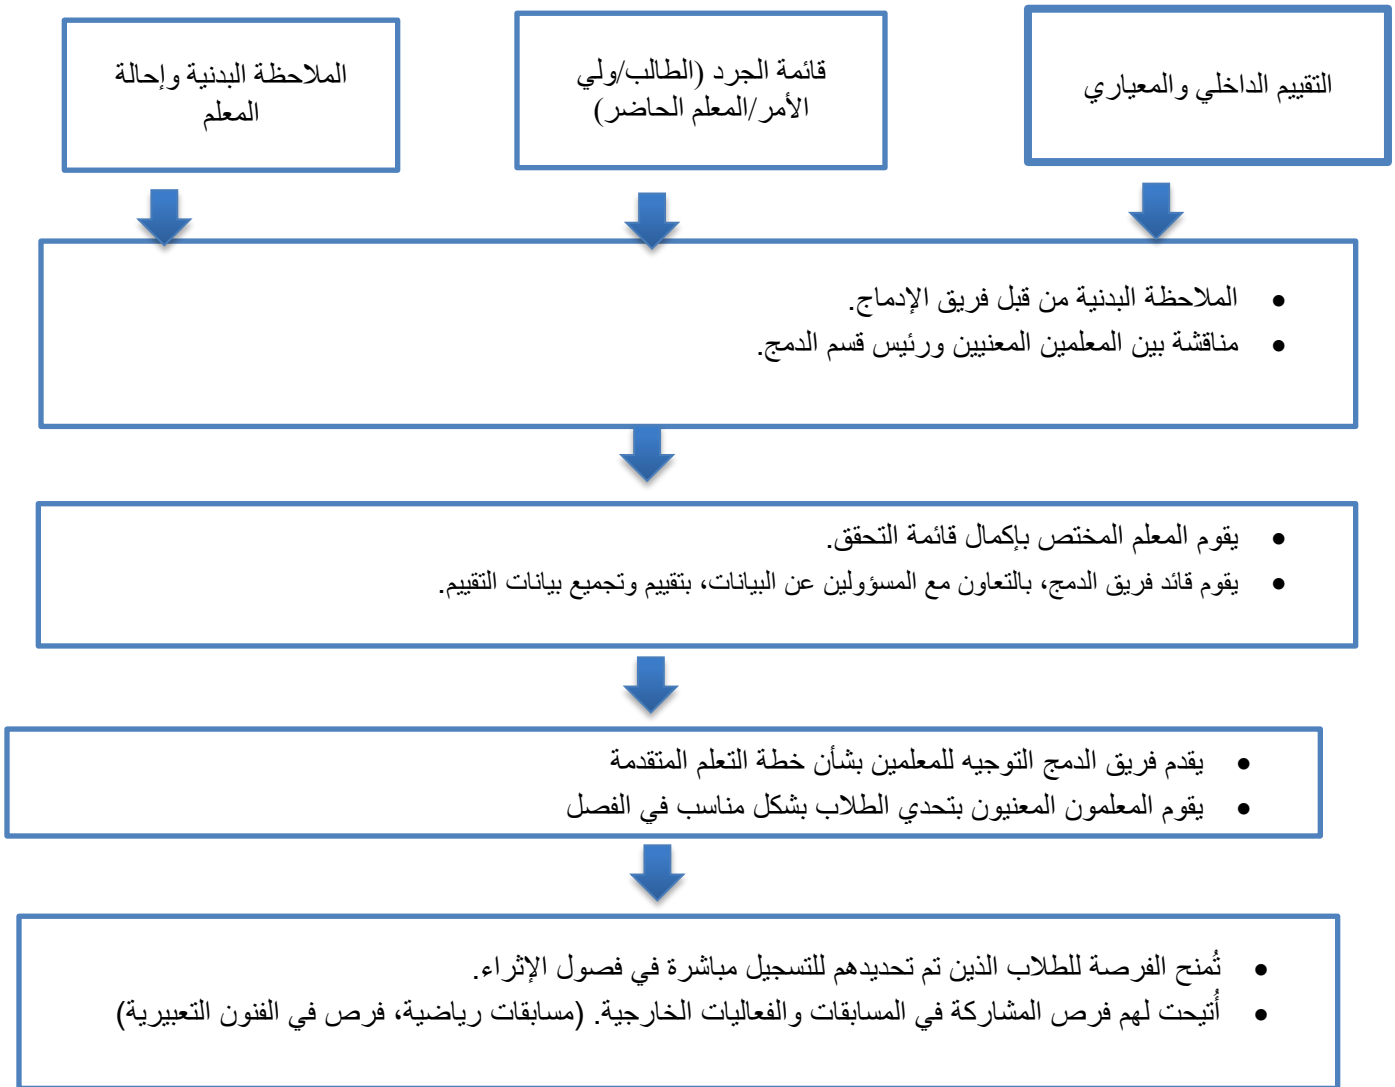 التقييم الداخلي والمعياري
قائمة الجرد (الطالب/ولي
الأمر/المعلم الحاضر)
الملاحظة البدنية وإحالة
المعلم
• الملاحظة البدنية من قبل فريق الإدماج.
• مناقشة بين المعلمين المعنيين ورئيس قسم الدمج.
• يقوم المعلم المختص بإكمال قائمة التحقق.
• يقوم قائد فريق الدمج، بالتعاون مع المسؤولين عن البيانات، بتقييم وتجميع بيانات التقييم.
• يقدم فريق الدمج التوجيه للمعلمين بشأن خطة التعلم المتقدمة
• يقوم المعلمون المعنيون بتحدي الطلاب بشكل مناسب في الفصل
• تُمنح الفرصة للطلاب الذين تم تحديدهم للتسجيل مباشرة في فصول الإثراء.
• أُتيحت لهم فرص المشاركة في المسابقات والفعاليات الخارجية. (مسابقات رياضية، فرص في الفنون التعبيرية)